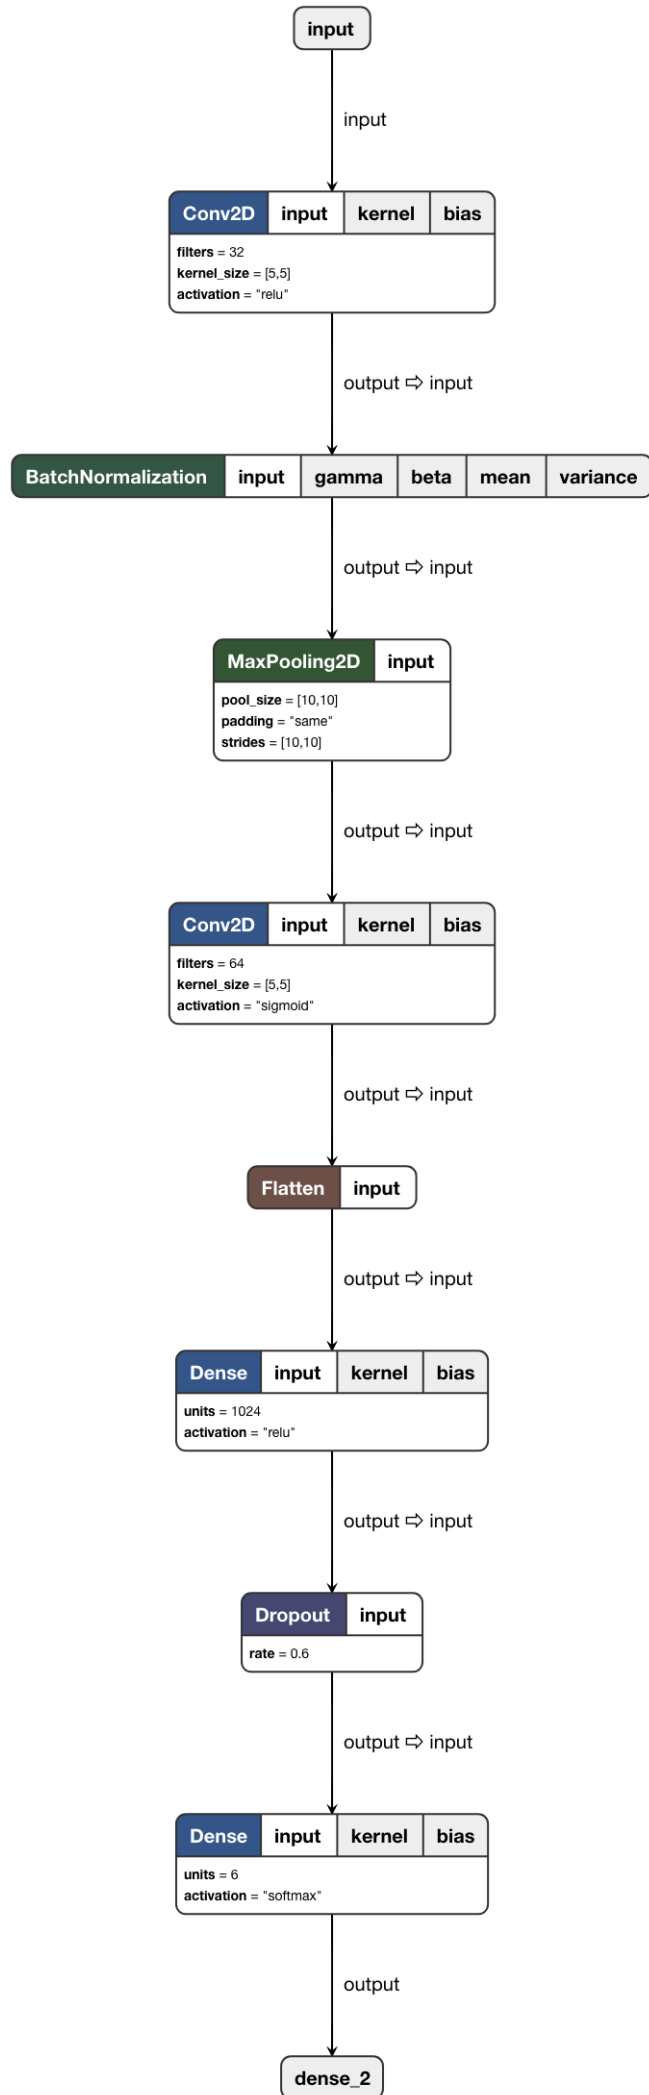 input
input
Conv2D input kernel bias
filters = 32
kernel_size = [5,5]
activation = "relu"
output ⇨ input
BatchNormalization input gamma beta mean variance
output ⇨ input
MaxPooling2D input
pool_size = [10,10]
padding = "same"
strides = [10,10]
output ⇨ input
Conv2D input kernel bias
filters = 64
kernel_size = [5,5]
activation = "sigmoid"
output ⇨ input
Flatten input
output ⇨ input
Dense input kernel bias
units = 1024
activation = "relu"
output ⇨ input
Dropout input
rate = 0.6
output ⇨ input
Dense input kernel bias
units = 6
activation = "softmax"
output
dense_2